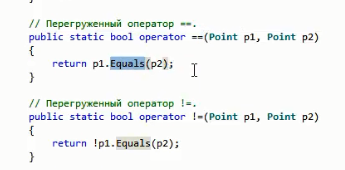 // Перегруженный оператор ==.
public static bool operator ==(Point p1, Point p2)
{
return p1.Equals(p2);
}
// Перегруженный оператор !=.
public static bool operator !=(Point p1, Point p2)
{
return !p1.Equals(p2);
}